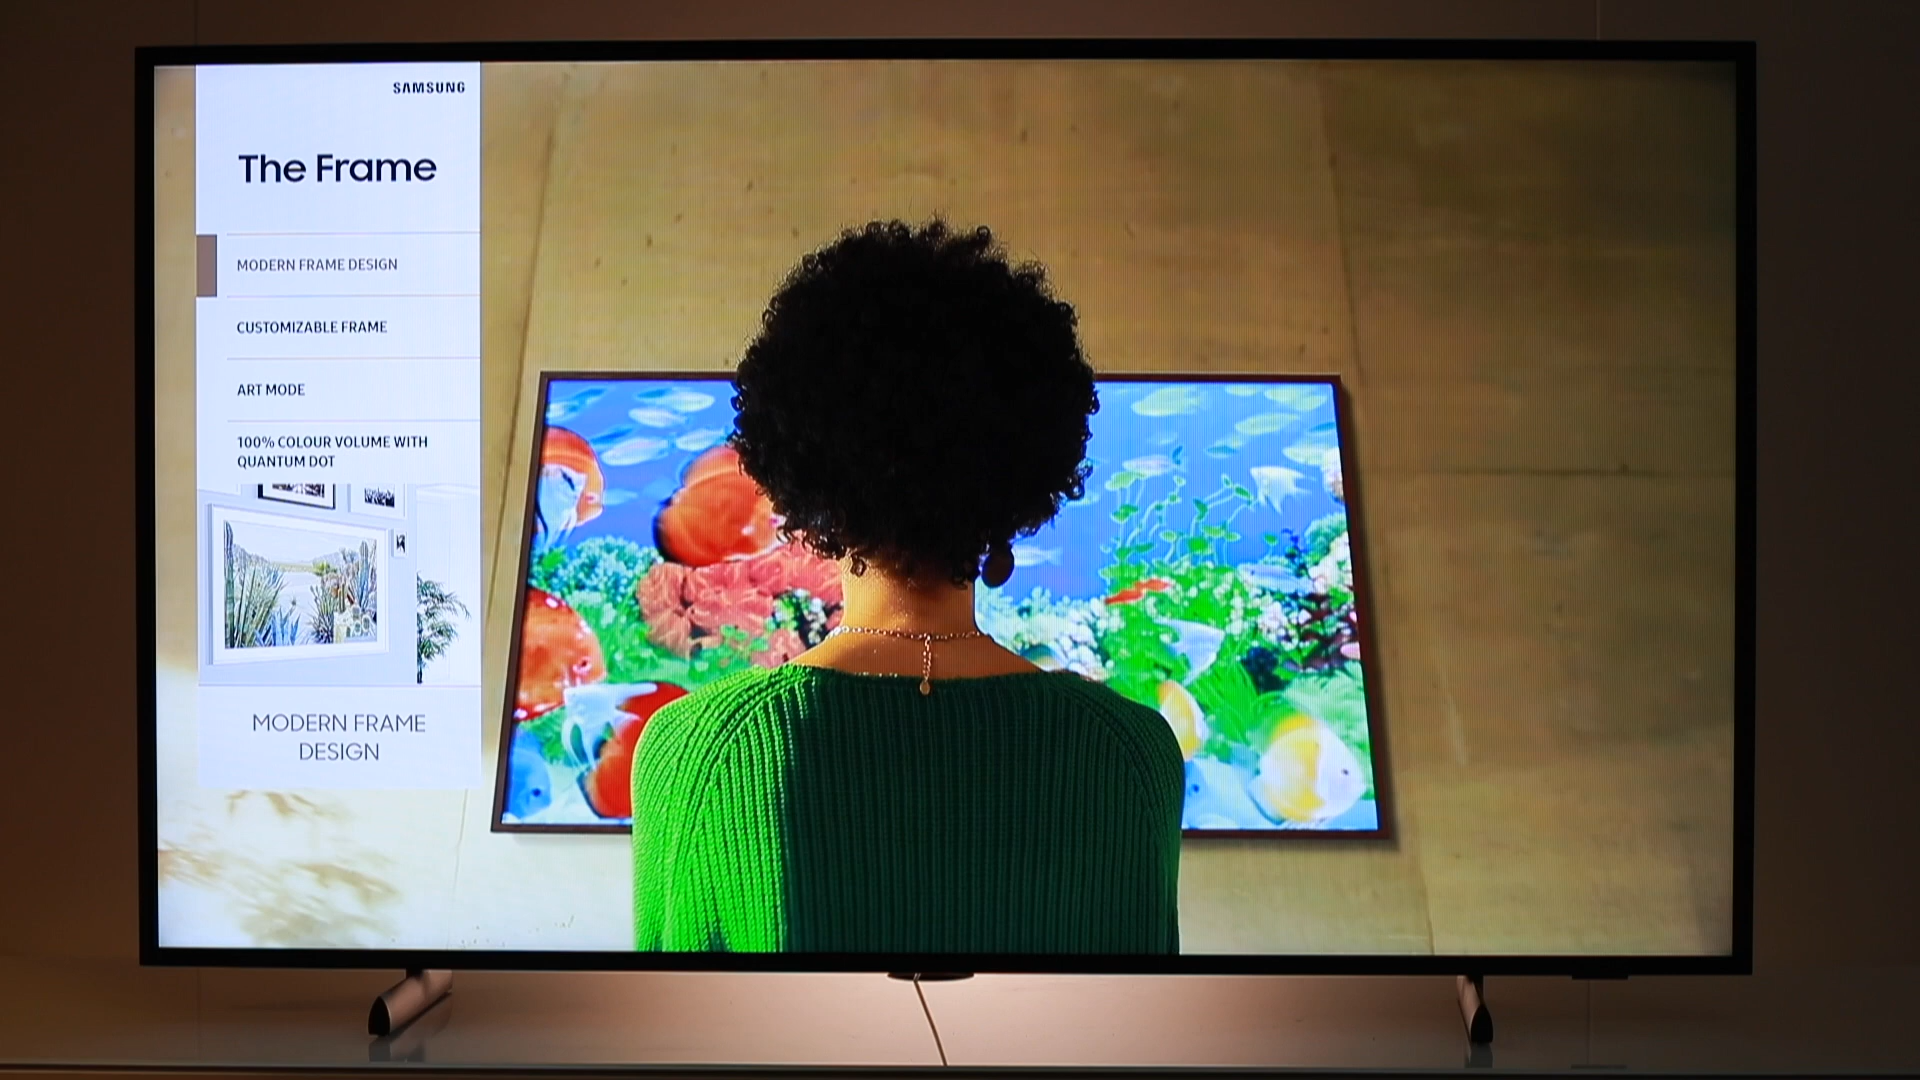 SAMSUNG
The Frame
MODERN FRAME DESIGN
CUSTOMIZABLE FRAME
ART MODE
100% COLOUR VOLUME WITH
QUANTUM DOT
MODERN FRAME
DESIGN